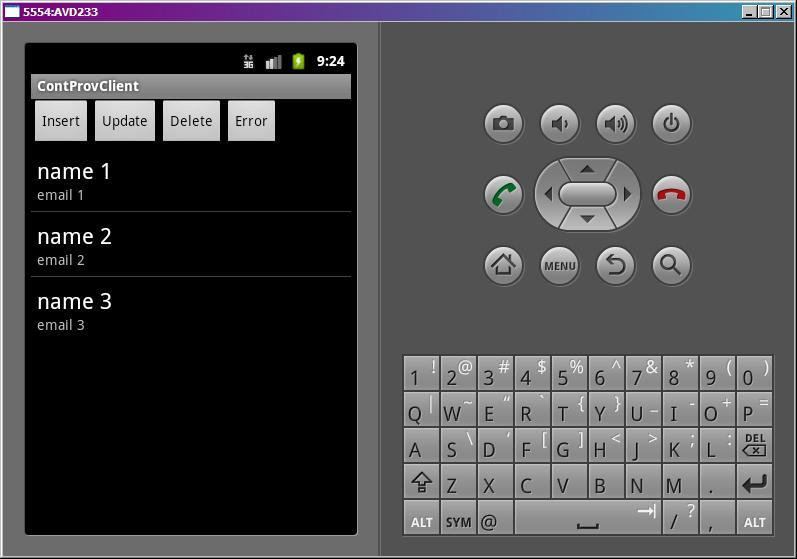 5554:AVD233
3G 9:24
ContProvClient
Insert Update Delete Error
name 1
email 1
name 2
email 2
name 3
email 3
MENU
1 ! 2 @ 3 # 4 $ 5 % 6 ^ 7 & 8 * 9 ( 0 )
Q | W ~ E “ R ` T { Y } U _ I - O + P =
A S \ D ‘ F [ G ] H < J > K ; L : DEL
Z X C V B N M .
ALT SYM @ / ? , ALT